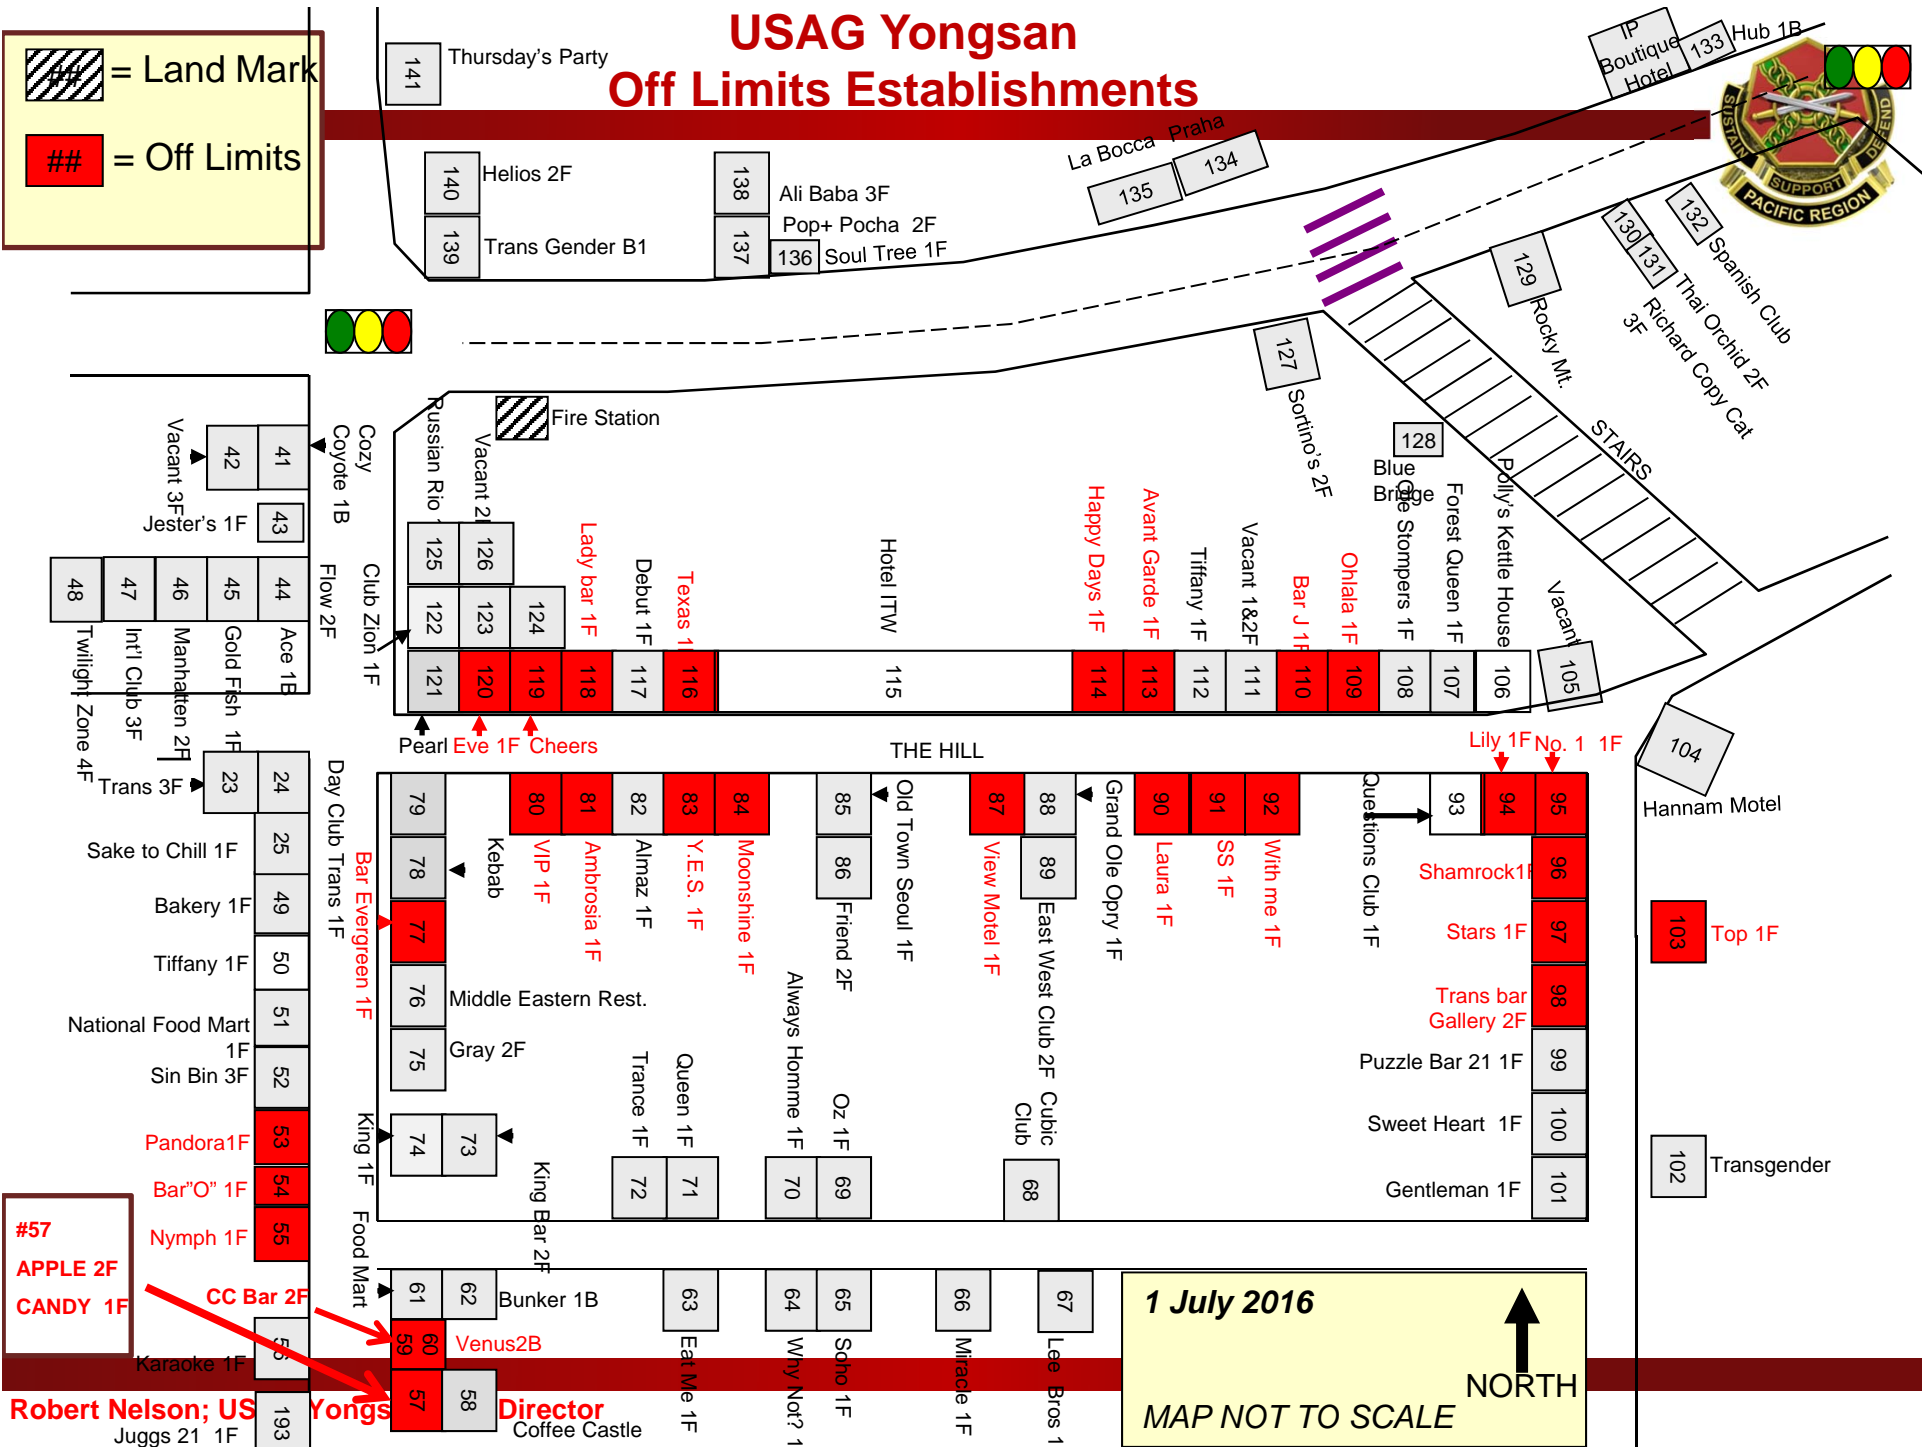 USAG Yongsan
Off Limits Establishments
## = Land Mark
## = Off Limits
141 Thursday's Party
140 Helios 2F
139 Trans Gender B1
138 Ali Baba 3F
Pop+ Pocha 2F
137
136 Soul Tree 1F
La Bocca
Praha
135
134
IP
Boutique
Hotel
133 Hub 1B
SUSTAIN
SUPPORT
DEFEND
PACIFIC REGION
132
Spanish Club
130
131
Thai Orchid 2F
Richard Copy Cat
3F
129
Rocky Mt.
127
Sortino's 2F
128
Blue
Bridge
STAIRS
Fire Station
Cozy
Coyote 1B
42
41
Vacant 3F
Jester's 1F
43
48
47
46
45
44
Flow 2F
Twilight Zone 4F
Int'l Club 3F
Manhatten 2F
Gold Fish 1F
Ace 1B
Club Zion 1F
Russian Rio
Vacant
125
126
122
123
124
Lady bar 1F
Debut 1F
Texas
Hotel ITW
Happy Days 1F
Avant Garde 1F
Tiffany 1F
Vacant 1&2F
Bar J 1F
Ohlala 1F
Stompers 1F
Forest Queen 1F
Polly's Kettle House
Vacant
121
120
119
118
117
116
115
114
113
112
111
110
109
108
107
106
105
Pearl
Eve 1F
Cheers
THE HILL
Lily 1F
No. 1 1F
104
Hannam Motel
Trans 3F
23
24
Day Club Trans 1F
Sake to Chill 1F
25
Bakery 1F
49
Tiffany 1F
50
National Food Mart
1F
51
Sin Bin 3F
52
Pandora1F
53
Bar"O" 1F
54
Nymph 1F
55
79
78
Kebab
77
Bar Evergreen 1F
76
Middle Eastern Rest.
75
Gray 2F
80
81
82
83
84
VIP 1F
Ambrosia 1F
Almaz 1F
Y.E.S. 1F
Moonshine 1F
85
Old Town Seoul 1F
86
Friend 2F
87
View Motel 1F
88
Grand Ole Opry 1F
89
East West Club 2F
90
91
92
Laura 1F
SS 1F
With me 1F
Questions Club 1F
93
94
95
Shamrock1F
96
Stars 1F
97
Trans bar
Gallery 2F
98
Puzzle Bar 21 1F
99
Sweet Heart 1F
100
Gentleman 1F
101
103
Top 1F
102
Transgender
King 1F
74
73
King Bar 2F
Trance 1F
Queen 1F
Always Homme 1F
Oz 1F
Cubic
Club
72
71
70
69
68
Food Mart
61
62
Bunker 1B
CC Bar 2F
59
60
Venus2B
57
58
Coffee Castle
63
64
65
66
67
Eat Me 1F
Why Not? 1
Soho 1F
Miracle 1F
Lee Bros 1
#57
APPLE 2F
CANDY 1F
Karaoke 1F
Robert Nelson; US Yongs Director
Juggs 21 1F
193
1 July 2016
NORTH
MAP NOT TO SCALE